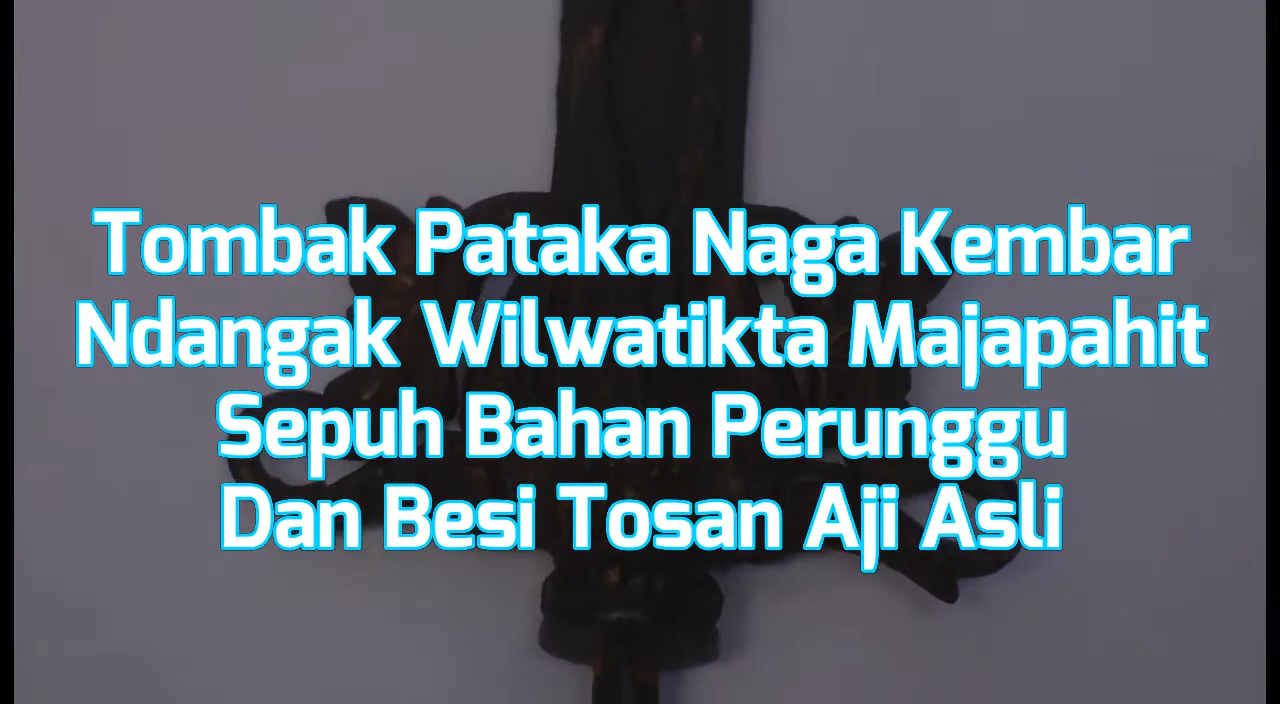 Tombak Pataka Naga Kembar
Ndangak Wilwatikta Majapahit
Sepuh Bahan Perunggu
Dan Besi Tosan Aji Asli